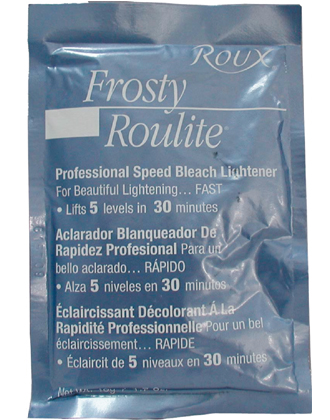 ROUX
Frosty
Roulite®
Professional Speed Bleach Lightener
For Beautiful Lightening... FAST
• Lifts 5 levels in 30 minutes
Aclarador Blanqueador De
Rapidez Profesional Para un
bello aclarado... RÁPIDO
• Alza 5 niveles en 30 minutos
Éclaircissant Décolorant À La
Rapidité Professionnelle Pour un bel
éclaircissement... RAPIDE
• Éclaircit de 5 niveaux en 30 minutes
Net Wt.